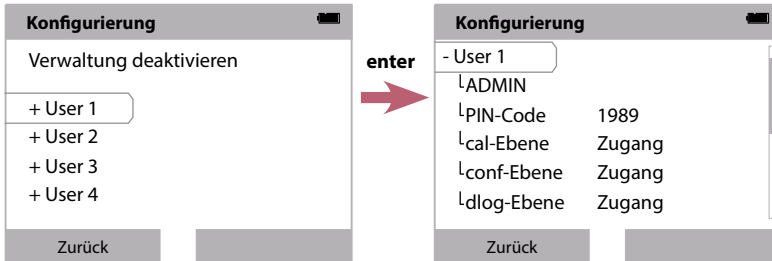 Konfigurierung
Verwaltung deaktivieren
+ User 1
+ User 2
+ User 3
+ User 4
Zurück
enter
Konfigurierung
- User 1
└ADMIN
└PIN-Code 1989
└cal-Ebene Zugang
└conf-Ebene Zugang
└dlog-Ebene Zugang
Zurück